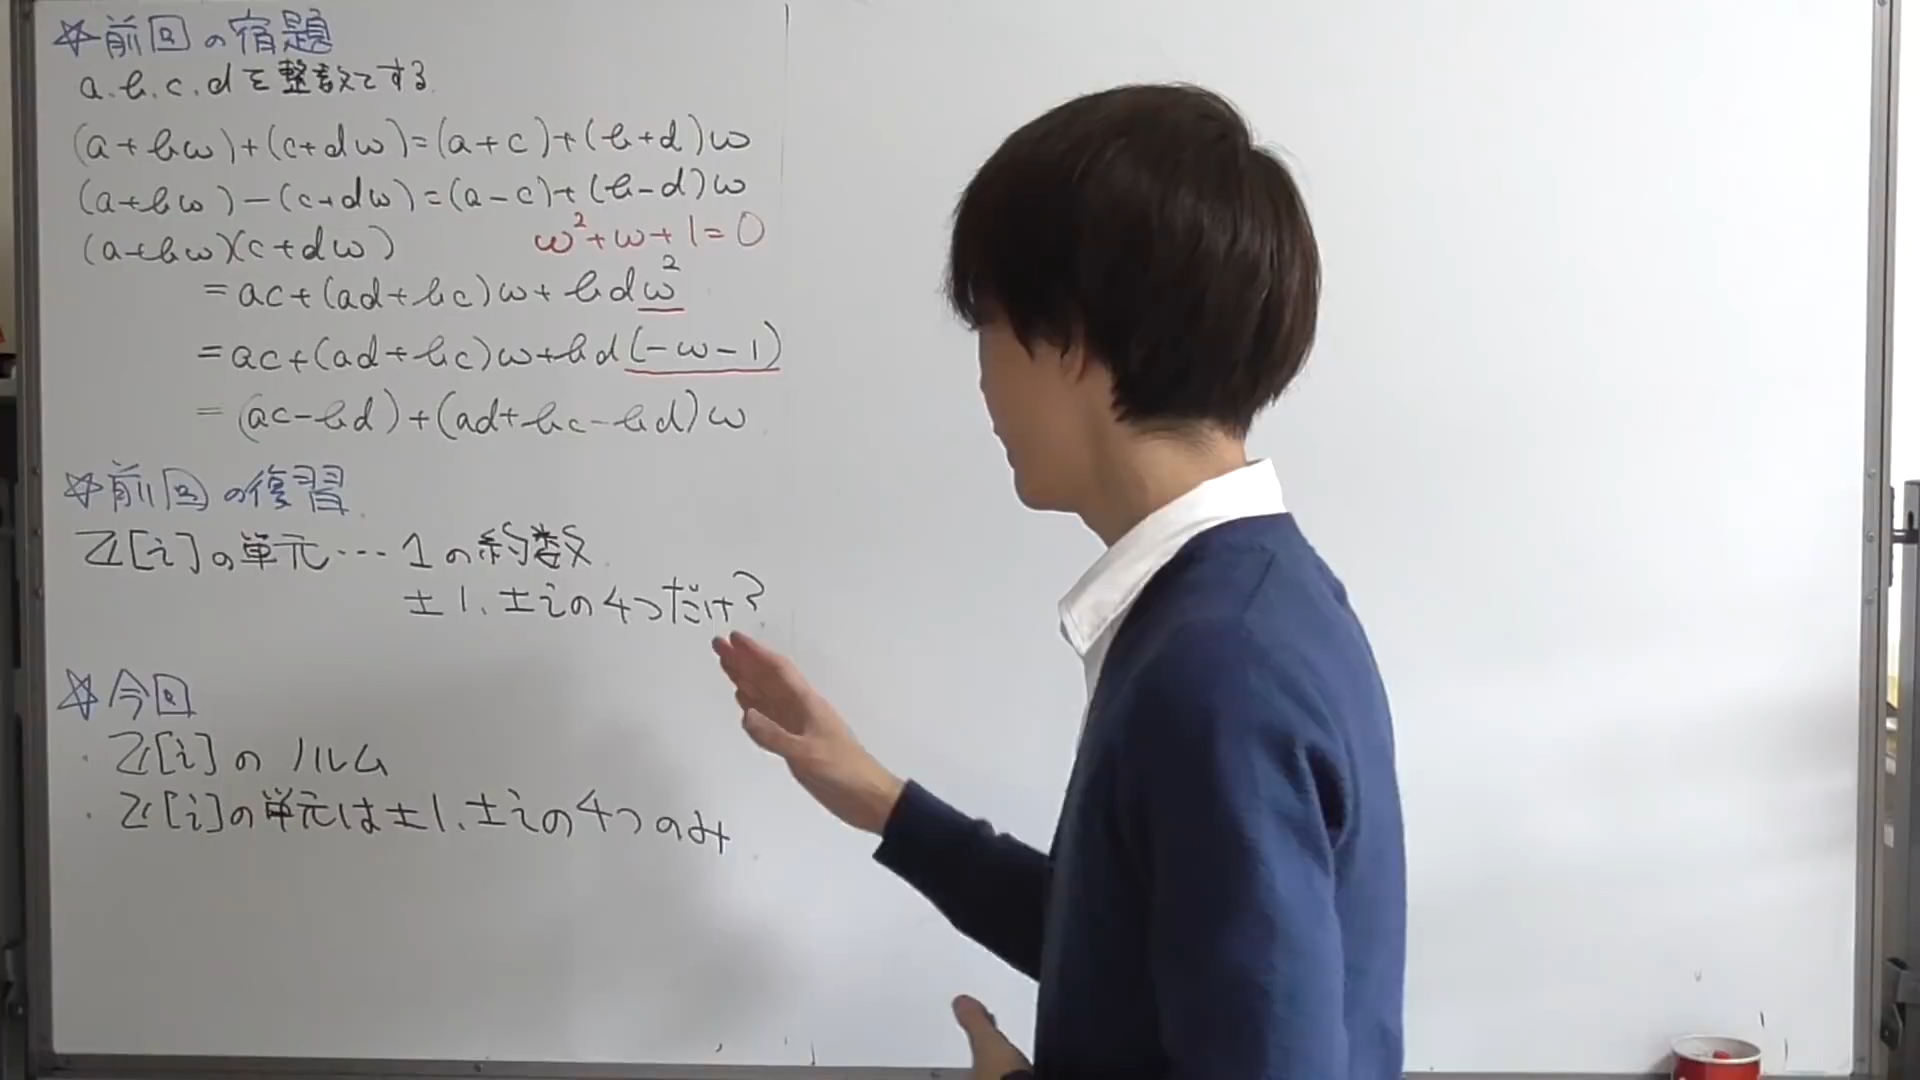 ☆前回の宿題
a.b.c.dを整数とする
(a+bω)+(c+dω)=(a+c)+(b+d)ω
(a+bω)-(c+dω)=(a-c)+(b-d)ω
(a+bω)(c+dω)
ω²+ω+1=0
=ac+(ad+bc)ω+bdω²
=ac+(ad+bc)ω+bd(-ω-1)
=(ac-bd)+(ad+bc-bd)ω
☆前回の復習
Z[i]の単元…1の約数
±1、±iの4つだけ?
☆今回
・Z[i]のノルム
・Z[i]の単元は±1、±iの4つのみ